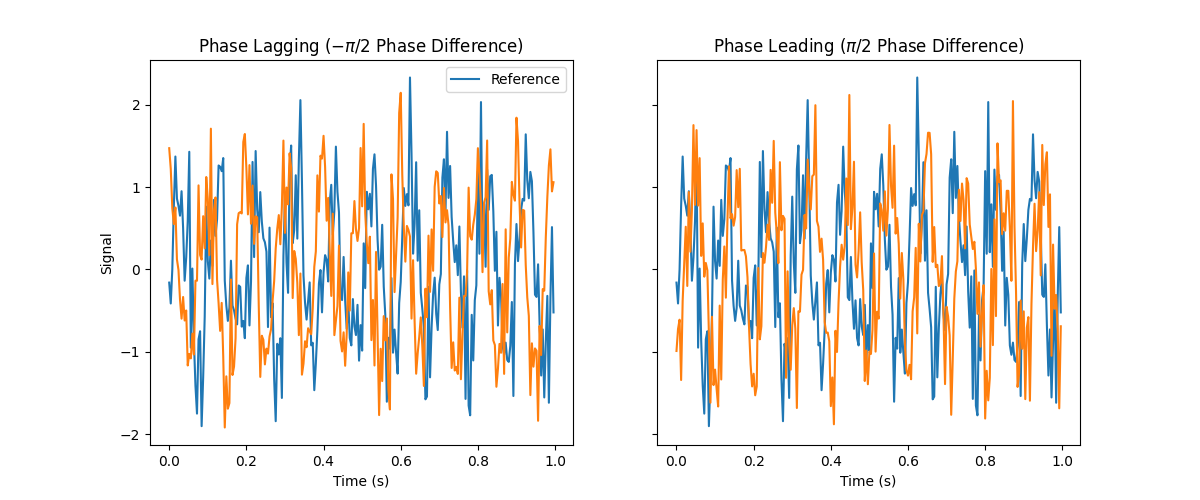 Phase Lagging (−π/2 Phase Difference)
Phase Leading (π/2 Phase Difference)
Reference
Signal
2
1
0
−1
−2
0.0 0.2 0.4 0.6 0.8 1.0
0.0 0.2 0.4 0.6 0.8 1.0
Time (s)
Time (s)